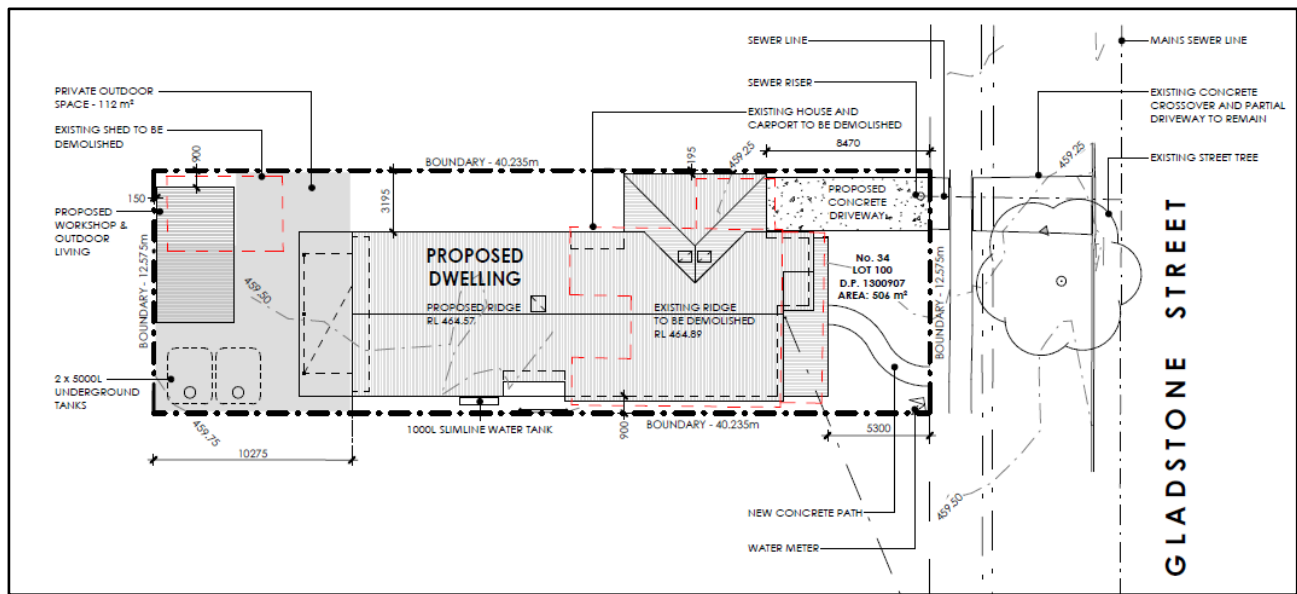 SEWER LINE
MAINS SEWER LINE
SEWER RISER
PRIVATE OUTDOOR
SPACE - 112 m²
EXISTING CONCRETE
CROSSOVER AND PARTIAL
DRIVEWAY TO REMAIN
EXISTING HOUSE AND
CARPORT TO BE DEMOLISHED
EXISTING SHED TO BE
DEMOLISHED
8470
EXISTING STREET TREE
900
BOUNDARY - 40.235m
195
459.25
459.25
150
3195
PROPOSED
CONCRETE
DRIVEWAY
PROPOSED
WORKSHOP &
OUTDOOR
LIVING
BOUNDARY - 12.575m
PROPOSED
DWELLING
No. 34
LOT 100
D.P. 1300907
AREA: 506 m²
BOUNDARY - 12.575m
459.50
PROPOSED RIDGE
RL 464.57
EXISTING RIDGE
TO BE DEMOLISHED
RL 464.89
GLADSTONE STREET
2 x 5000L
UNDERGROUND
TANKS
459.75
1000L SLIMLINE WATER TANK
900
BOUNDARY - 40.235m
5300
10275
459.50
NEW CONCRETE PATH
WATER METER